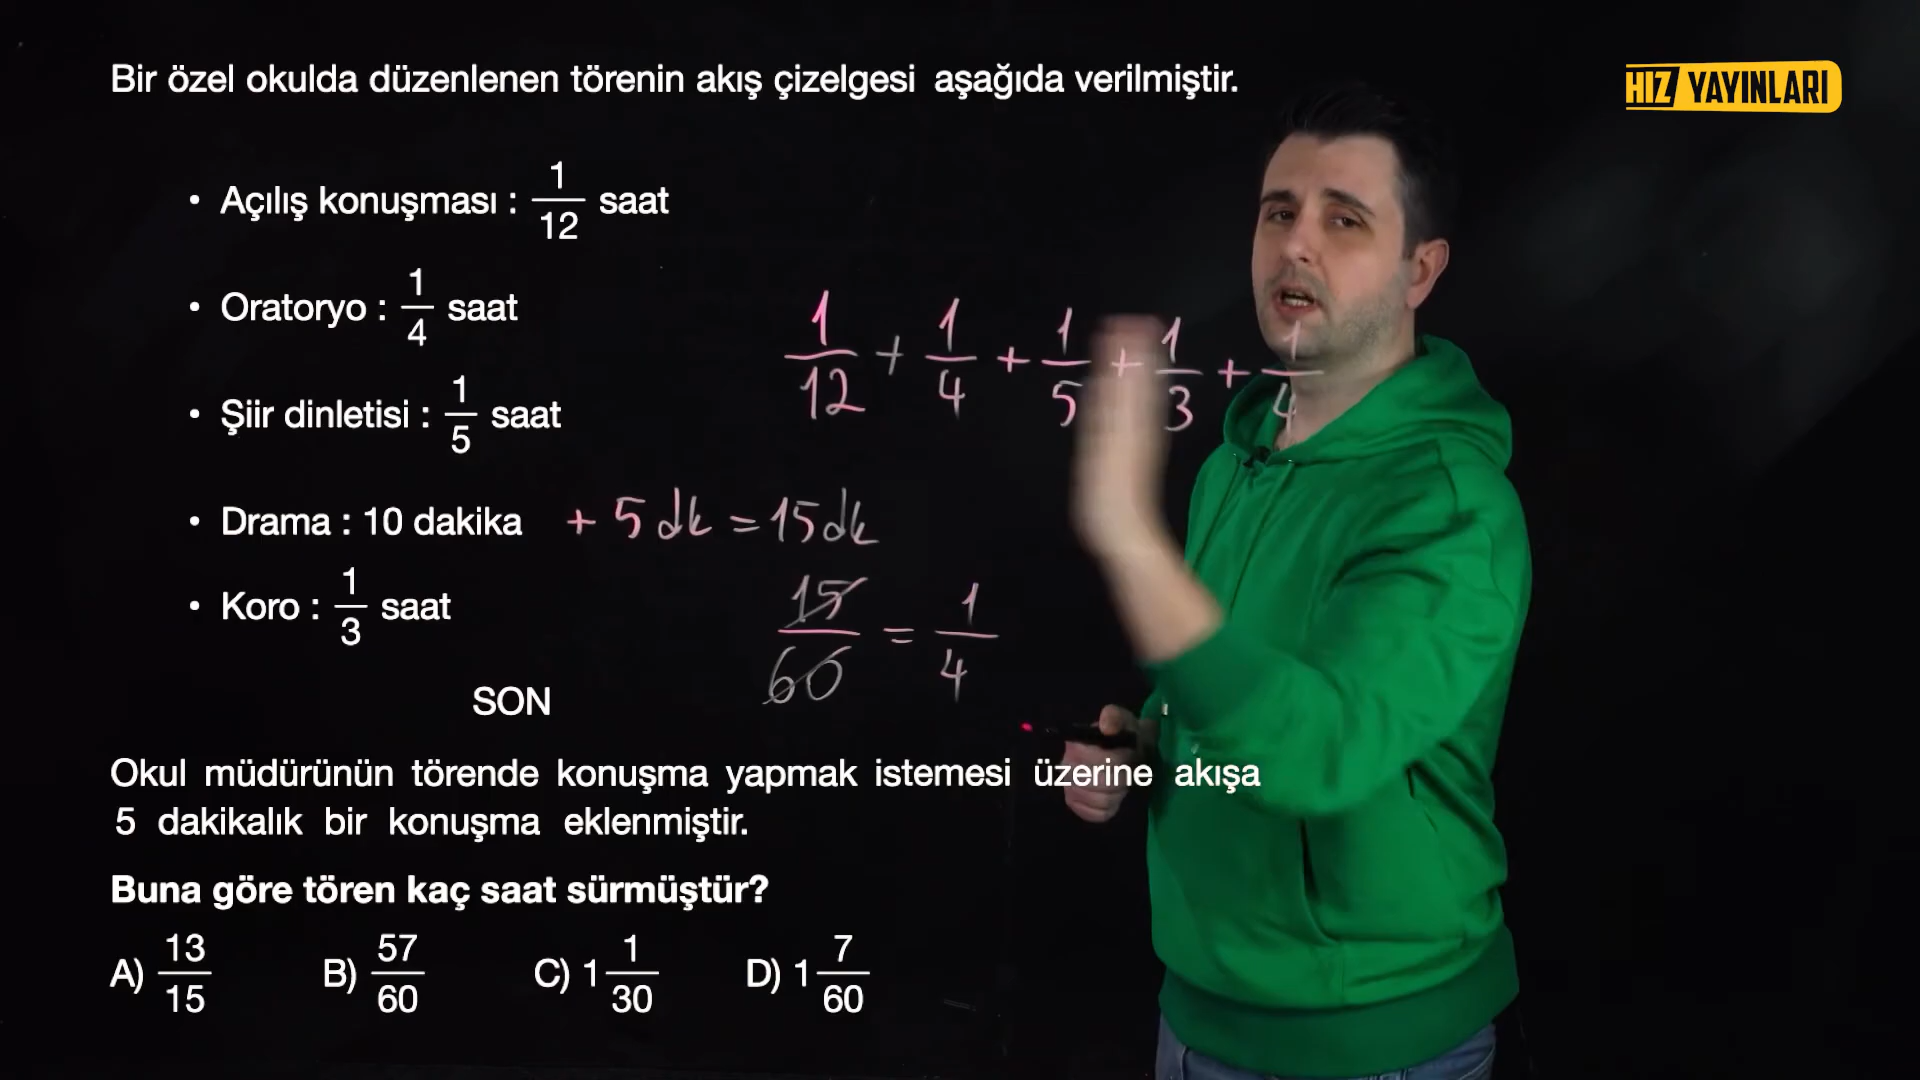 Bir özel okulda düzenlenen törenin akış çizelgesi aşağıda verilmiştir.
HIZ YAYINLARI
• Açılış konuşması : 1/12 saat
• Oratoryo : 1/4 saat
1/12 + 1/4 + 1/5 + 1/3 + 1/4
• Şiir dinletisi : 1/5 saat
• Drama : 10 dakika + 5 dk = 15 dk
• Koro : 1/3 saat
15/60 = 1/4
SON
Okul müdürünün törende konuşma yapmak istemesi üzerine akışa
5 dakikalık bir konuşma eklenmiştir.
Buna göre tören kaç saat sürmüştür?
A) 13/15 B) 57/60 C) 1 1/30 D) 1 7/60